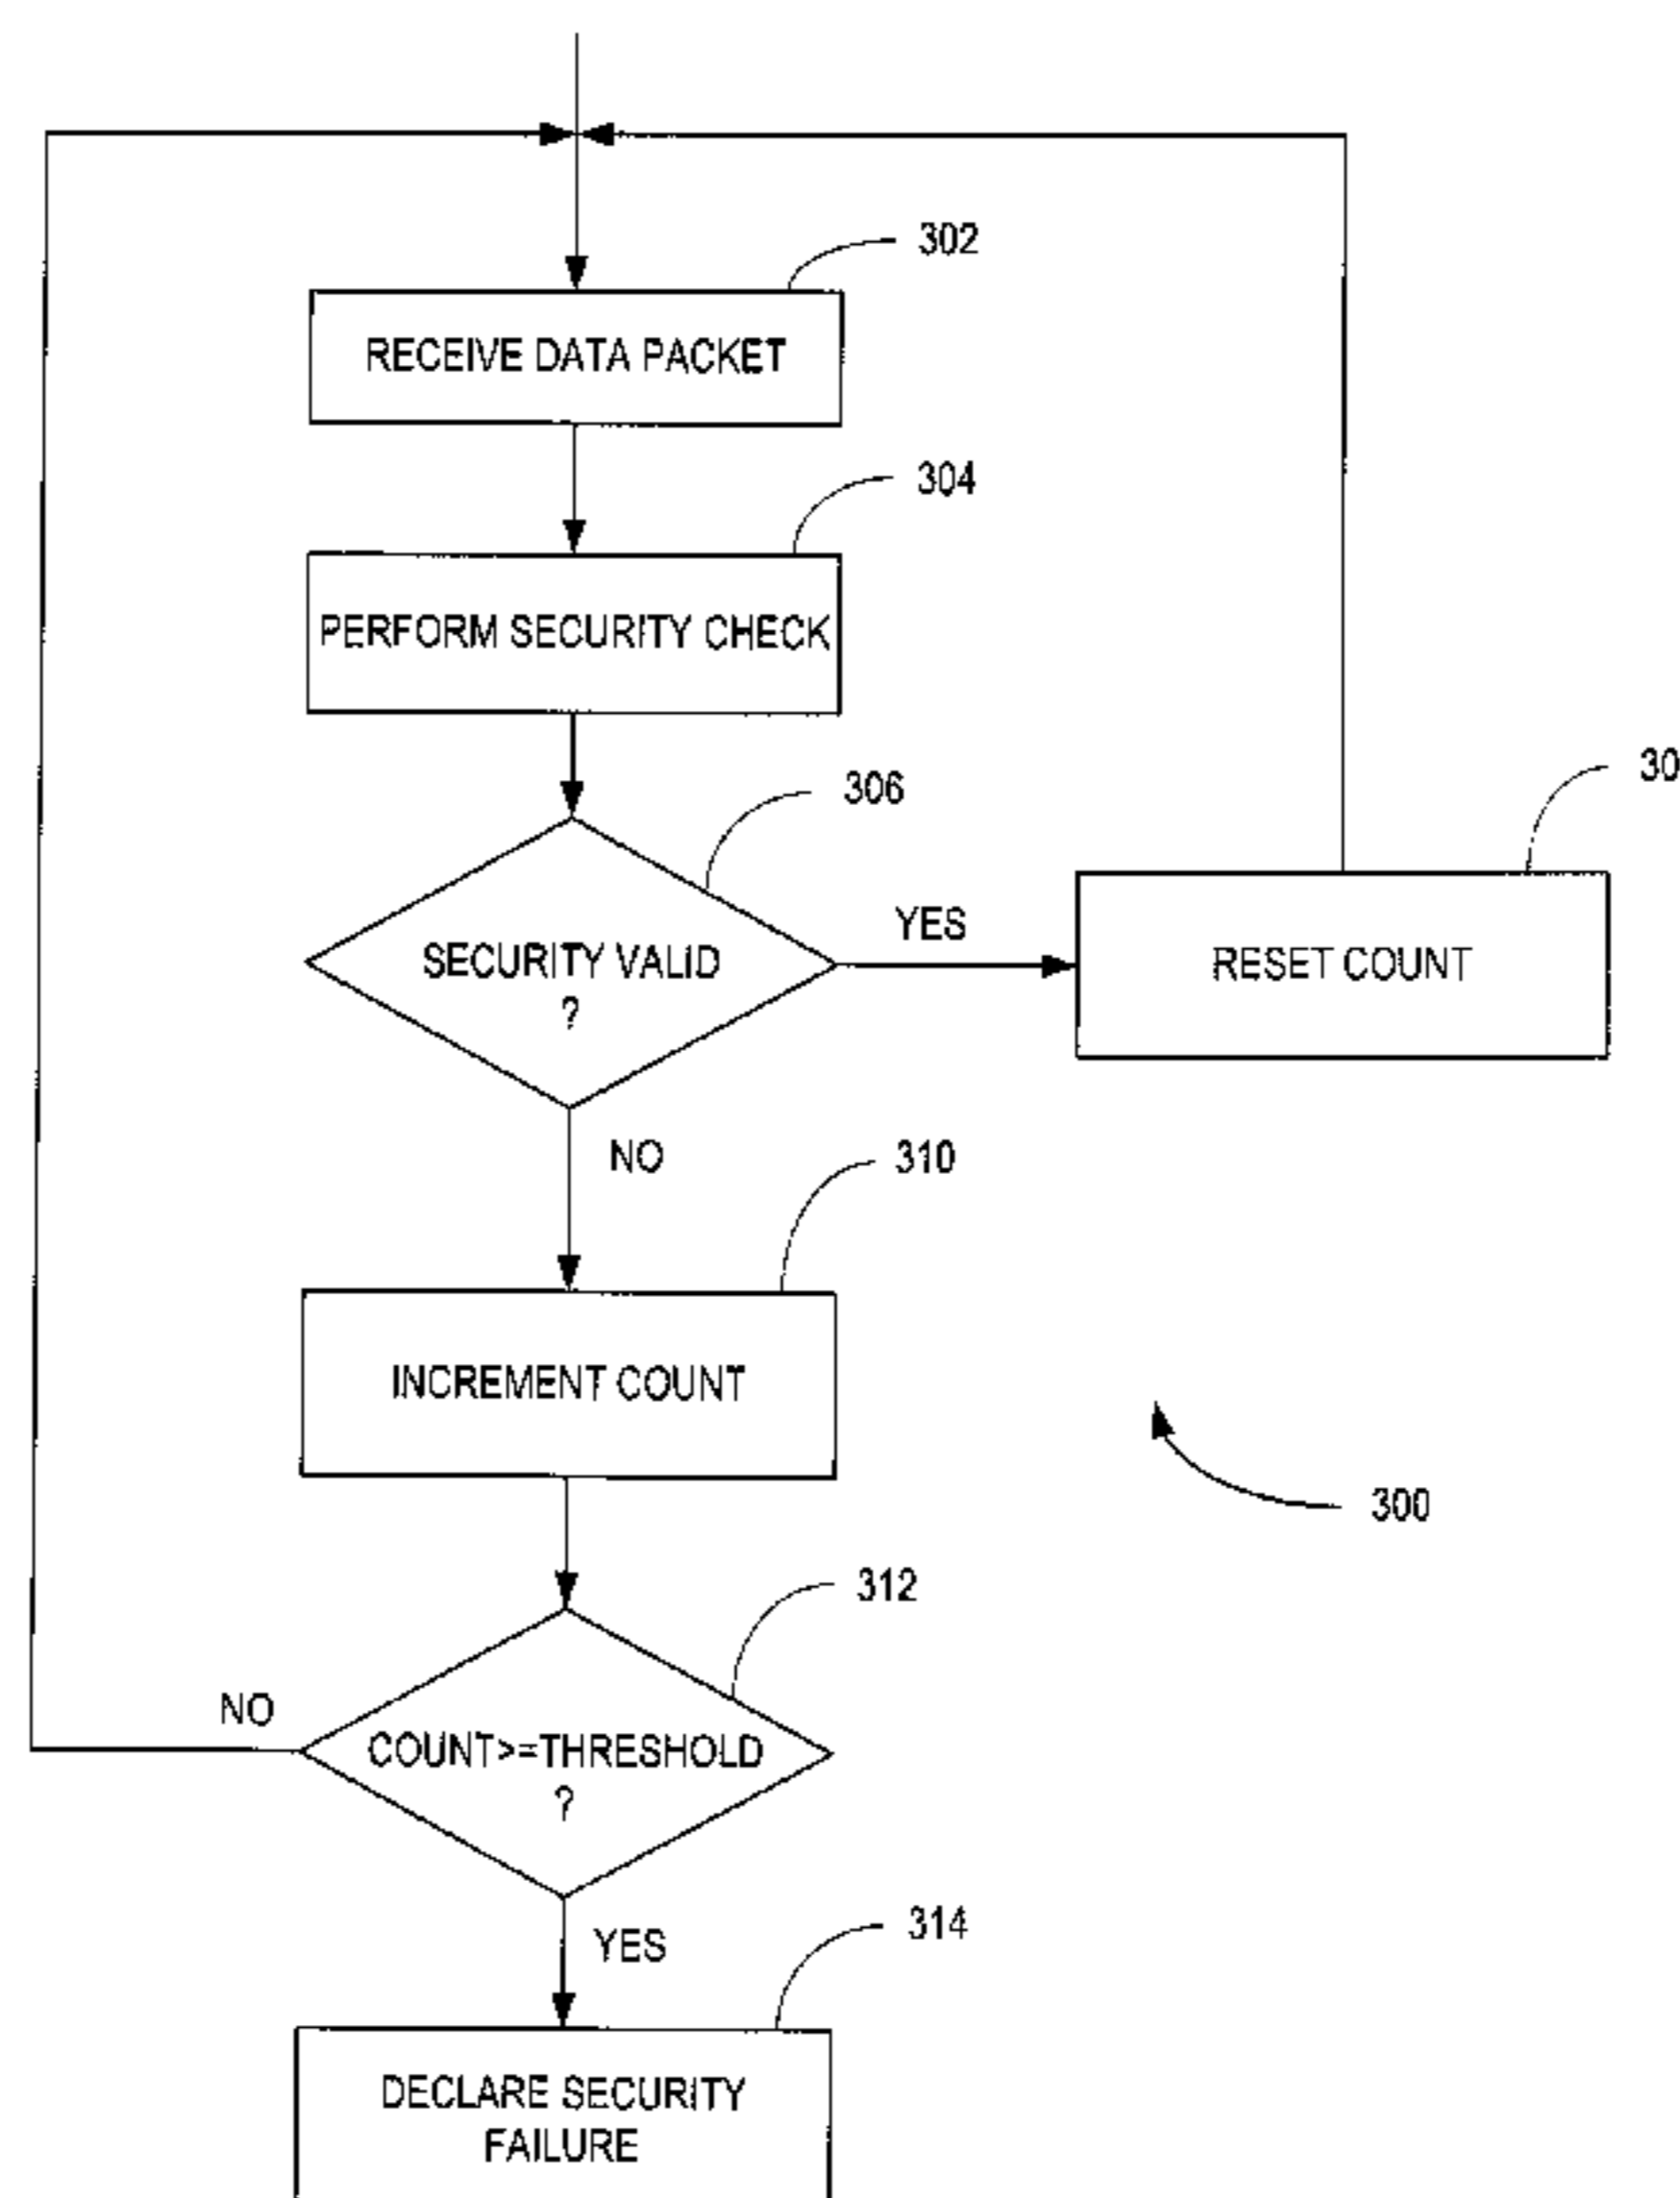 302
RECEIVE DATA PACKET
304
PERFORM SECURITY CHECK
306
30
SECURITY VALID
?
YES
RESET COUNT
NO
310
INCREMENT COUNT
300
312
NO
COUNT>=THRESHOLD
?
YES
314
DECLARE SECURITY
FAILURE